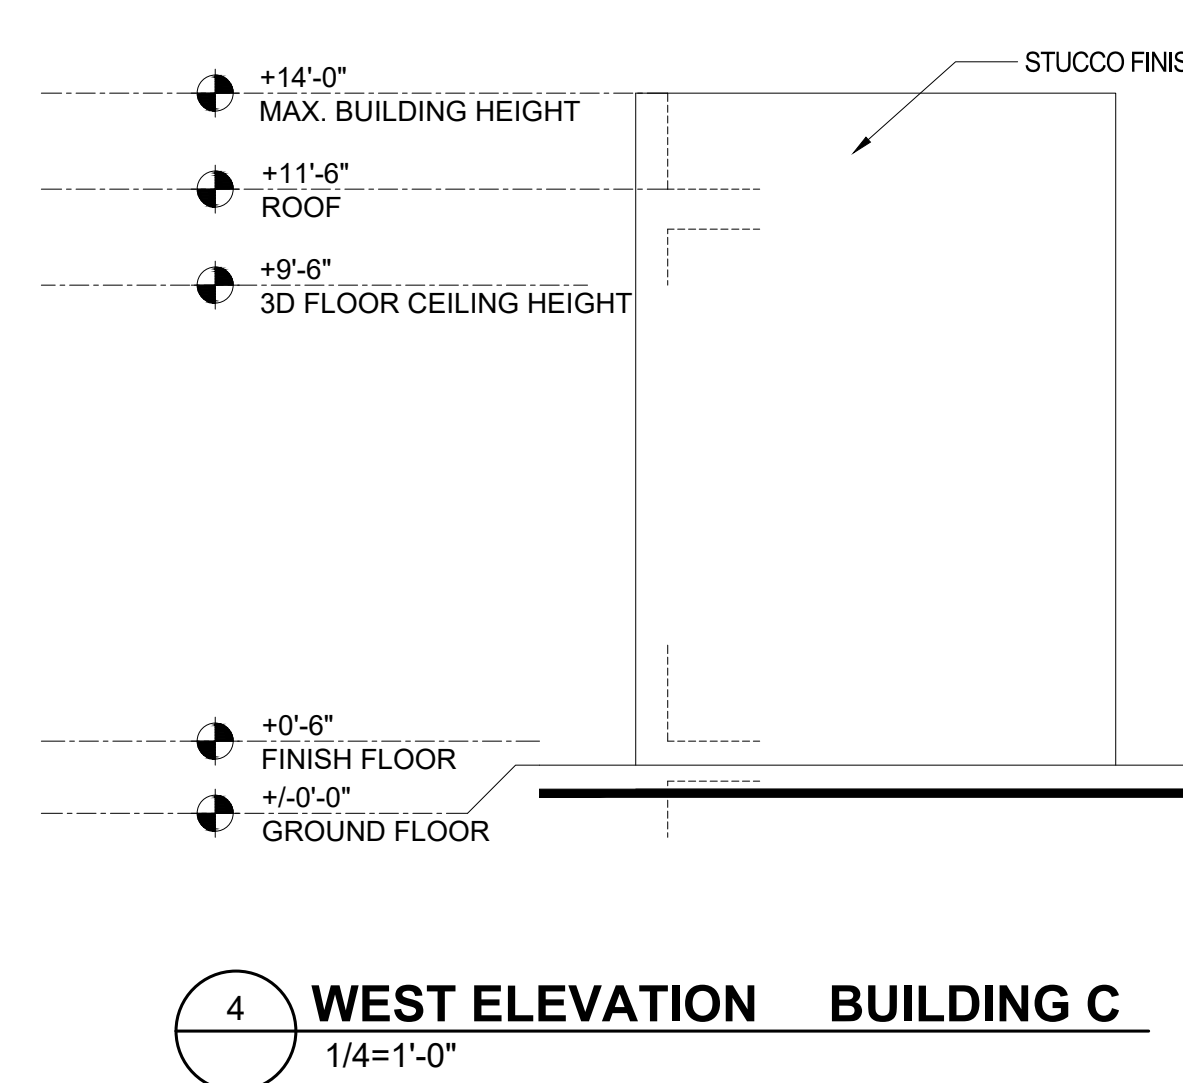 STUCCO FINIS
+14'-0"
MAX. BUILDING HEIGHT
+11'-6"
ROOF
+9'-6"
3D FLOOR CEILING HEIGHT
+0'-6"
FINISH FLOOR
+/-0'-0"
GROUND FLOOR
4
WEST ELEVATION BUILDING C
1/4=1'-0"